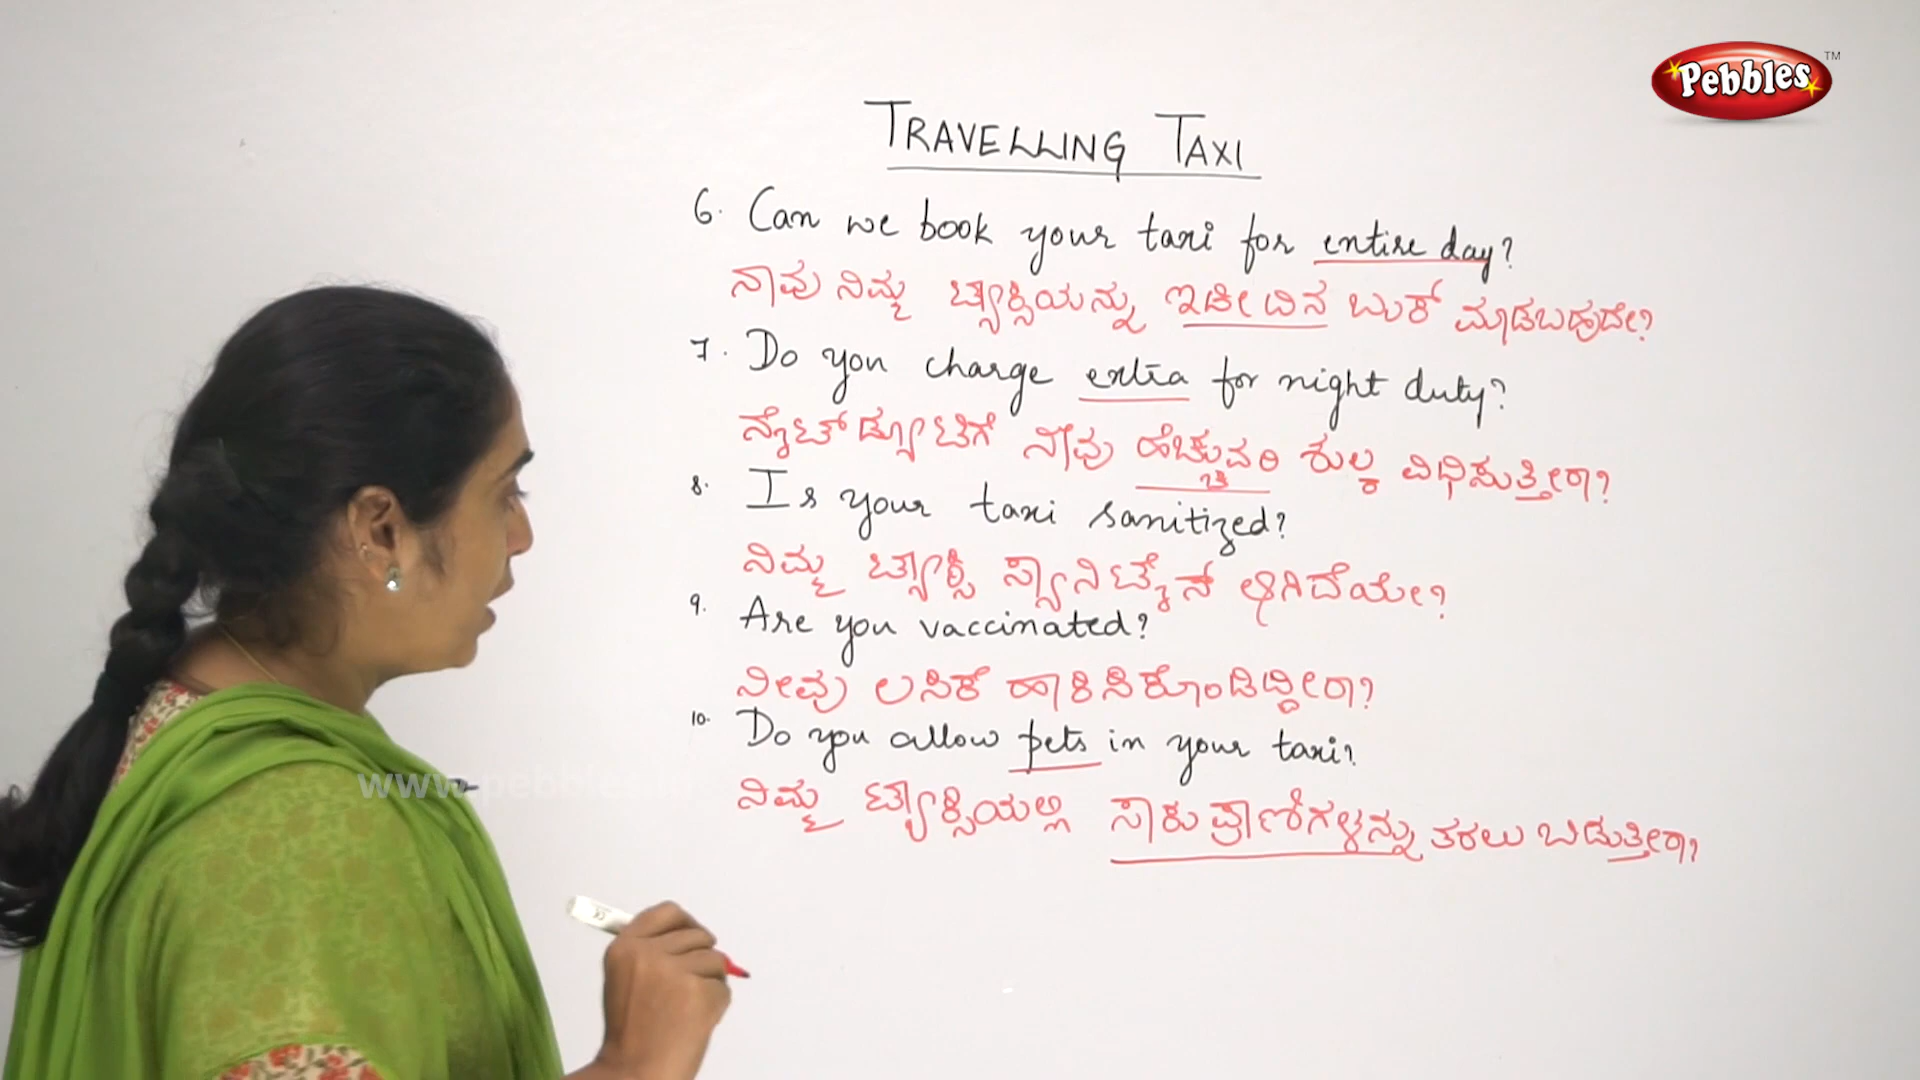 Pebbles TM
TRAVELLING TAXI
6. Can we book your taxi for entire day?
ನಾವು ನಿಮ್ಮ ಟ್ಯಾಕ್ಸಿಯನ್ನು ಇಡೀ ದಿನ ಬುಕ್ ಮಾಡಬಹುದೇ?
7. Do you charge extra for night duty?
ನೈಟ್ ಡ್ಯೂಟಿಗೆ ನೀವು ಹೆಚ್ಚುವರಿ ಶುಲ್ಕ ವಿಧಿಸುತ್ತೀರಾ?
8. Is your taxi sanitized?
ನಿಮ್ಮ ಟ್ಯಾಕ್ಸಿ ಸ್ಯಾನಿಟೈಸ್ ಆಗಿದೆಯೇ?
9. Are you vaccinated?
ನೀವು ಲಸಿಕೆ ಹಾಕಿಸಿಕೊಂಡಿದ್ದೀರಾ?
10. Do you allow pets in your taxi?
ನಿಮ್ಮ ಟ್ಯಾಕ್ಸಿಯಲ್ಲಿ ಸಾಕು ಪ್ರಾಣಿಗಳನ್ನು ತರಲು ಬಿಡುತ್ತೀರಾ?